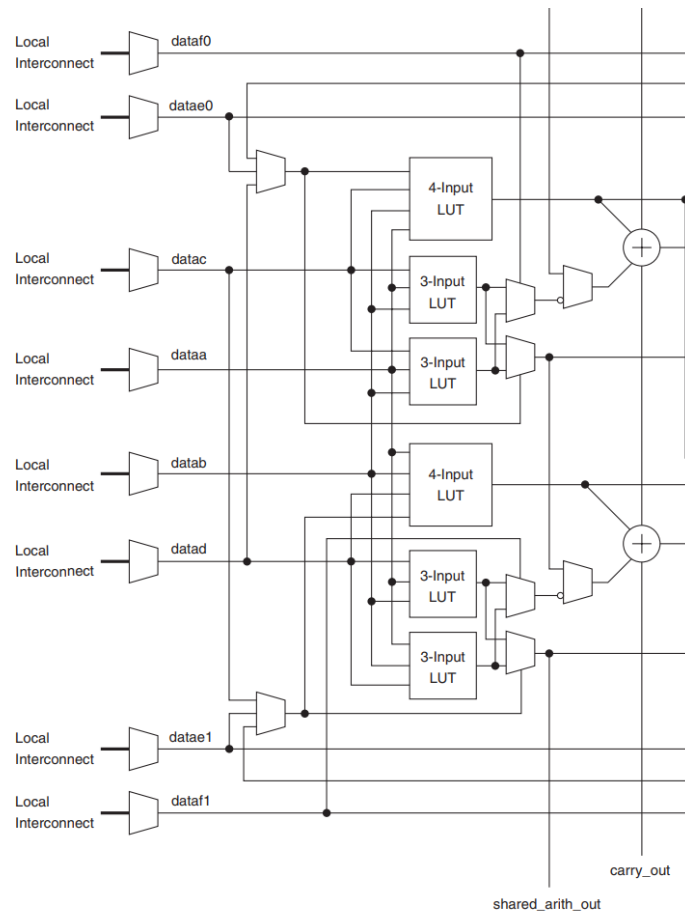 Local
Interconnect
dataf0
Local
Interconnect
datae0
4-Input
LUT
Local
Interconnect
datac
3-Input
LUT
Local
Interconnect
dataa
3-Input
LUT
Local
Interconnect
datab
4-Input
LUT
Local
Interconnect
datad
3-Input
LUT
3-Input
LUT
Local
Interconnect
datae1
Local
Interconnect
dataf1
carry_out
shared_arith_out